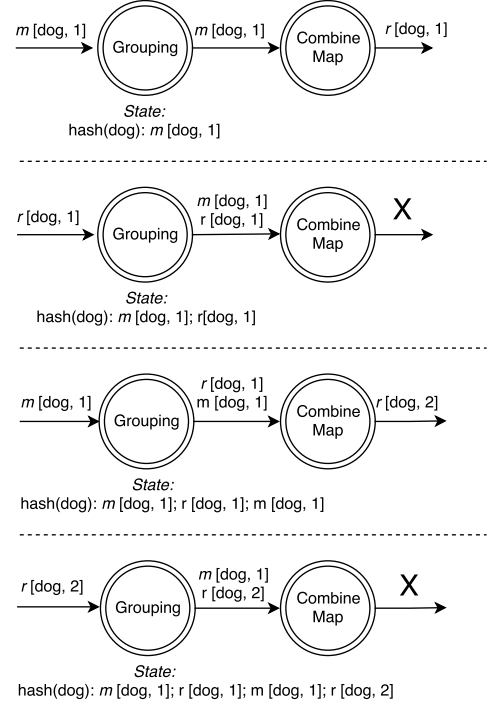 m [dog, 1]
Grouping
m [dog, 1]
Combine
Map
r [dog, 1]
State:
hash(dog): m [dog, 1]
r [dog, 1]
Grouping
m [dog, 1]
r [dog, 1]
Combine
Map
X
State:
hash(dog): m [dog, 1]; r[dog, 1]
m [dog, 1]
Grouping
r [dog, 1]
m [dog, 1]
Combine
Map
r [dog, 2]
State:
hash(dog): m [dog, 1]; r [dog, 1]; m [dog, 1]
r [dog, 2]
Grouping
m [dog, 1]
r [dog, 2]
Combine
Map
X
State:
hash(dog): m [dog, 1]; r [dog, 1]; m [dog, 1]; r [dog, 2]